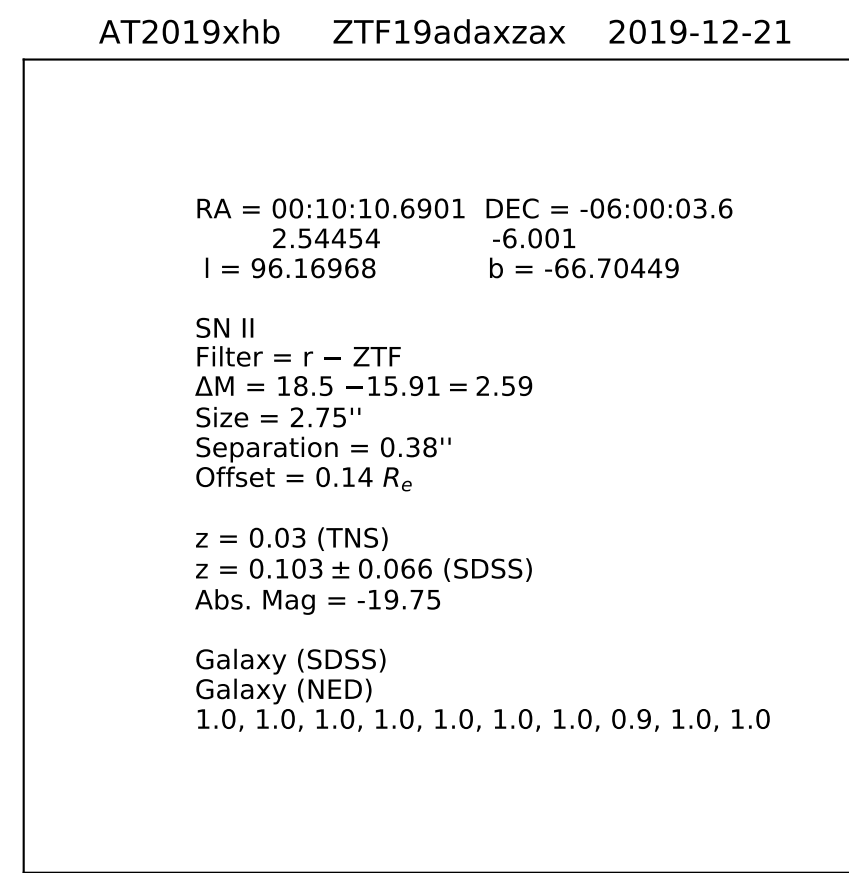 AT2019xhb ZTF19adaxzax 2019-12-21
RA = 00:10:10.6901 DEC = -06:00:03.6
2.54454 -6.001
l = 96.16968 b = -66.70449
SN II
Filter = r − ZTF
ΔM = 18.5 −15.91 = 2.59
Size = 2.75''
Separation = 0.38''
Offset = 0.14 Re
z = 0.03 (TNS)
z = 0.103 ± 0.066 (SDSS)
Abs. Mag = -19.75
Galaxy (SDSS)
Galaxy (NED)
1.0, 1.0, 1.0, 1.0, 1.0, 1.0, 1.0, 0.9, 1.0, 1.0